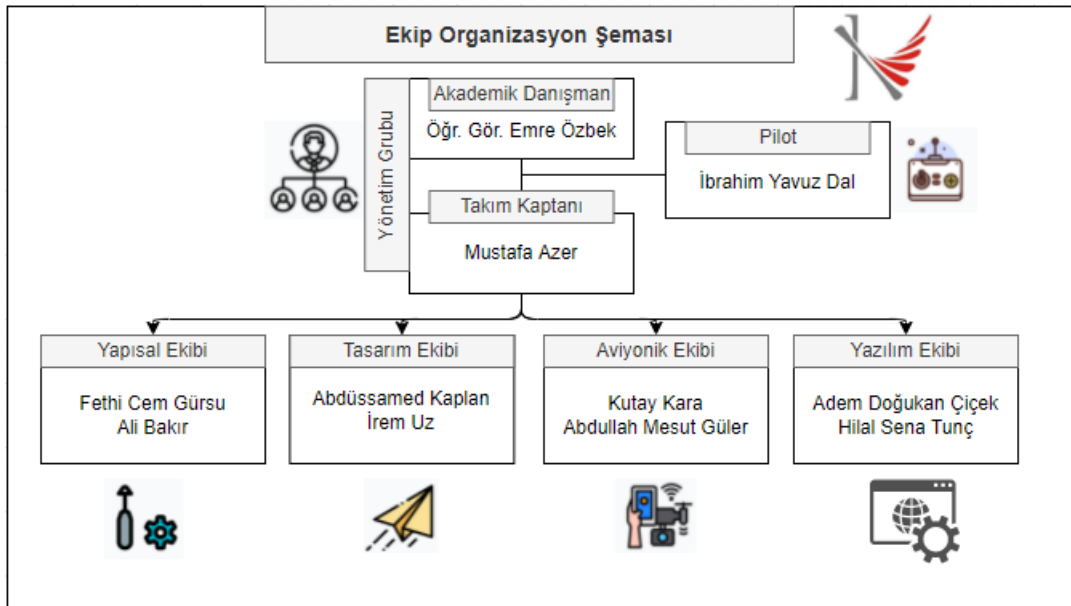 Ekip Organizasyon Şeması
Yönetim Grubu
Akademik Danışman
Öğr. Gör. Emre Özbek
Pilot
İbrahim Yavuz Dal
Takım Kaptanı
Mustafa Azer
Yapısal Ekibi
Fethi Cem Gürsu
Ali Bakır
Tasarım Ekibi
Abdüssamed Kaplan
İrem Uz
Aviyonik Ekibi
Kutay Kara
Abdullah Mesut Güler
Yazılım Ekibi
Adem Doğukan Çiçek
Hilal Sena Tunç